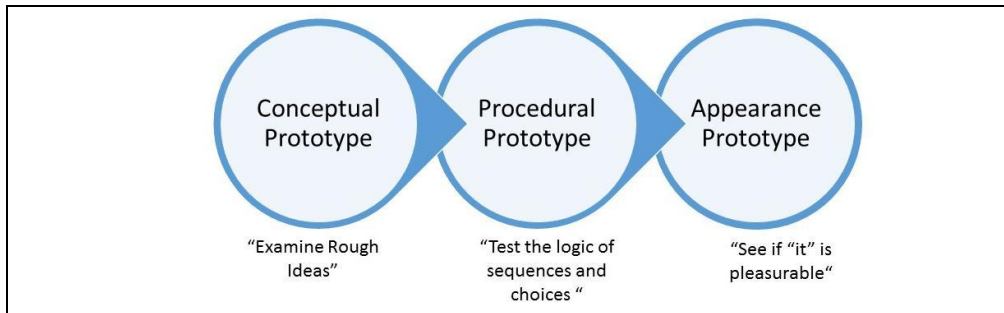 Conceptual
Prototype
Procedural
Prototype
Appearance
Prototype
“Examine Rough
Ideas”
“Test the logic of
sequences and
choices “
“See if “it” is
pleasurable“